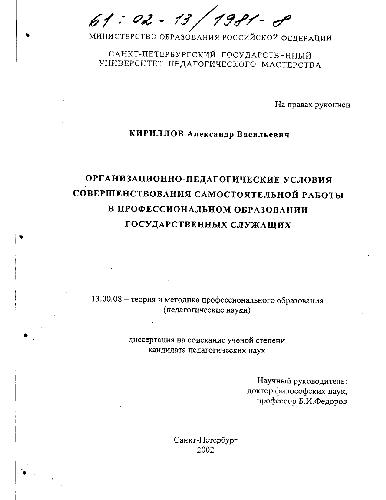 61:02-13/1981-8
МИНИСТЕРСТВО ОБРАЗОВАНИЯ РОССИЙСКОЙ ФЕДЕРАЦИИ
САНКТ-ПЕТЕРБУРГСКИЙ ГОСУДАРСТВЕННЫЙ
УНИВЕРСИТЕТ ПЕДАГОГИЧЕСКОГО МАСТЕРСТВА
На правах рукописи
КИРИЛЛОВ Александр Васильевич
ОРГАНИЗАЦИОННО-ПЕДАГОГИЧЕСКИЕ УСЛОВИЯ
СОВЕРШЕНСТВОВАНИЯ САМОСТОЯТЕЛЬНОЙ РАБОТЫ
В ПРОФЕССИОНАЛЬНОМ ОБРАЗОВАНИИ
ГОСУДАРСТВЕННЫХ СЛУЖАЩИХ
13.00.08 – теория и методика профессионального образования
(педагогические науки)
диссертация на соискание ученой степени
кандидата педагогических наук
Научный руководитель:
доктор философских наук,
профессор Б.И.Федоров
Санкт-Петербург
2002